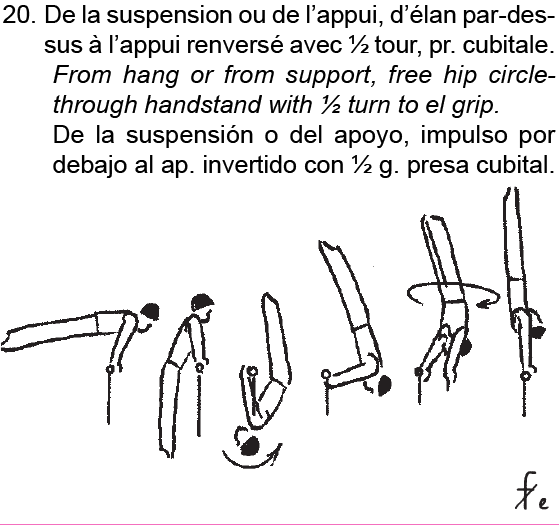 20. De la suspension ou de l’appui, d’élan par-des-
sus à l’appui renversé avec ½ tour, pr. cubitale.
From hang or from support, free hip circle-
through handstand with ½ turn to el grip.
De la suspensión o del apoyo, impulso por
debajo al ap. invertido con ½ g. presa cubital.